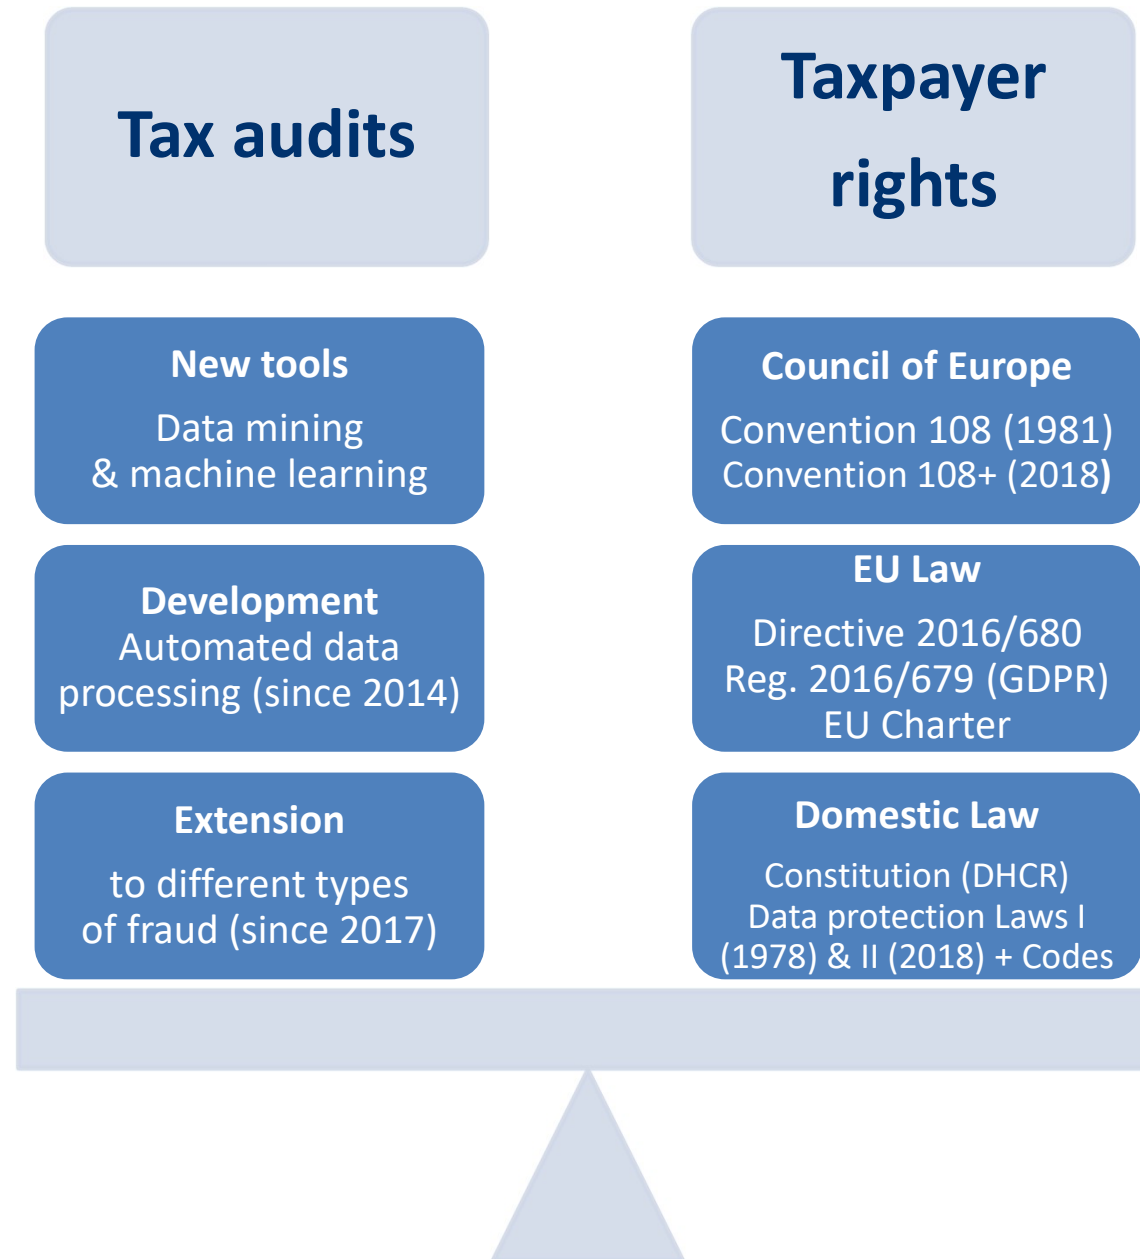 Tax audits
New tools
Data mining
& machine learning
Development
Automated data
processing (since 2014)
Extension
to different types
of fraud (since 2017)
Taxpayer
rights
Council of Europe
Convention 108 (1981)
Convention 108+ (2018)
EU Law
Directive 2016/680
Reg. 2016/679 (GDPR)
EU Charter
Domestic Law
Constitution (DHCR)
Data protection Laws I
(1978) & II (2018) + Codes